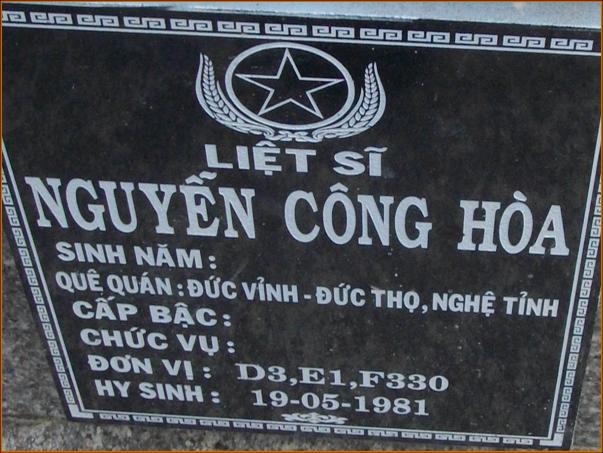 LIỆT SĨ
NGUYỄN CÔNG HÒA
SINH NĂM :
QUÊ QUÁN : ĐỨC VỈNH - ĐỨC THỌ, NGHỆ TỈNH
CẤP BẬC :
CHỨC VỤ :
ĐƠN VỊ : D3,E1,F330
HY SINH : 19-05-1981